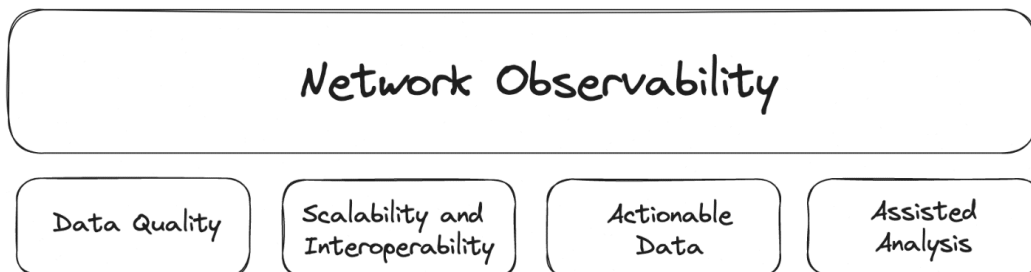 Network Observability
Data Quality
Scalability and
Interoperability
Actionable
Data
Assisted
Analysis